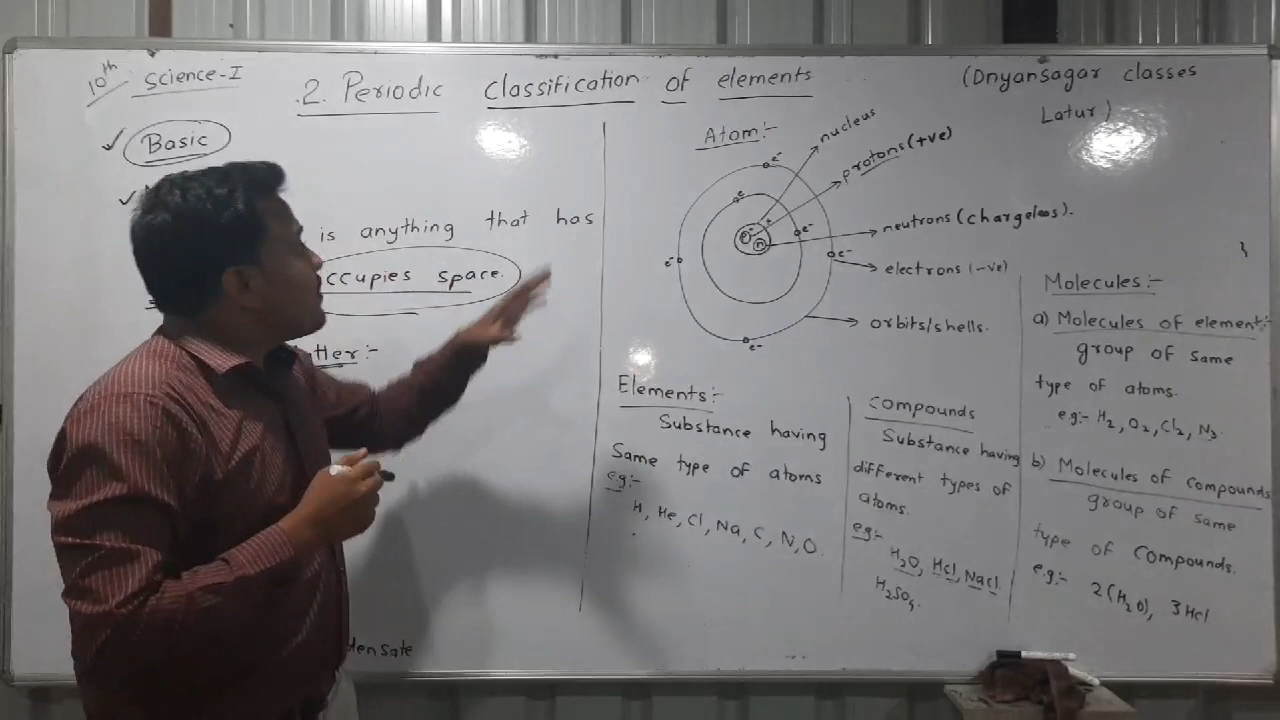 10th Science-I
2. Periodic classification of elements
(Dnyansagar classes
Latur)
Basic
is anything that has
ccupies space.
tter:-
densate
Atom:-
nucleus
protons (+ve)
neutrons (chargeless).
electrons (-ve)
orbits/shells.
e⁻
e
e⁻
e⁻
e⁻
e⁻
p
n
Elements:-
Substance having
Same type of atoms
eg:-
H, He, Cl, Na, C, N, O.
Compounds
Substance having
different types of
atoms.
eg:-
H₂O, Hcl, Nacl.
H₂SO₄.
Molecules:-
a) Molecules of element:-
group of same
type of atoms.
e.g:- H₂, O₂, Cl₂, N₃.
b) Molecules of compounds
group of same
type of compounds.
e.g:- 2(H₂O), 3Hcl